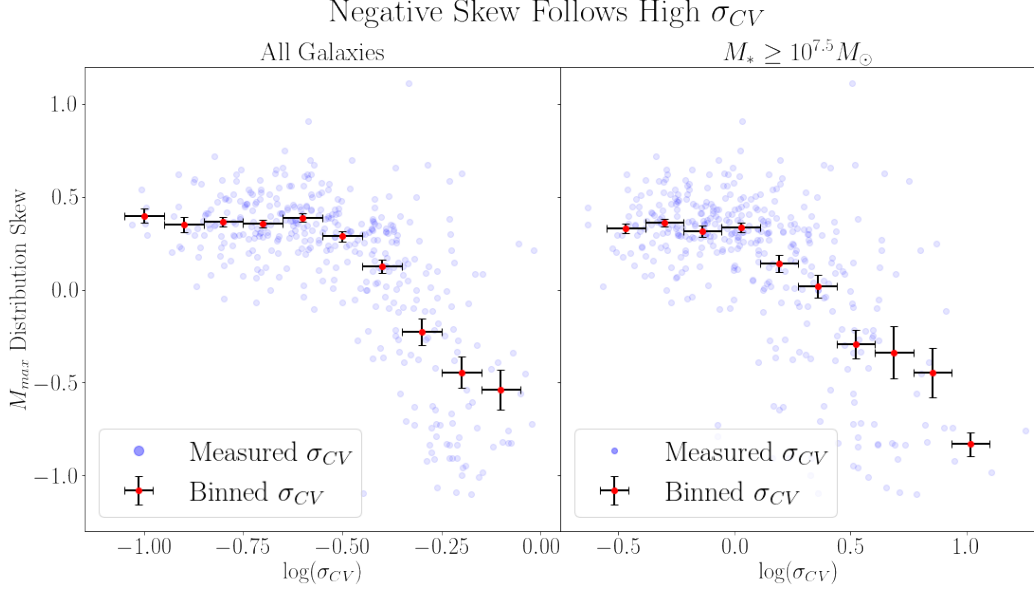 Negative Skew Follows High σ_CV
All Galaxies
M_* ≥ 10^7.5 M_⊙
M_max Distribution Skew
1.0
0.5
0.0
−0.5
−1.0
Measured σ_CV
Binned σ_CV
Measured σ_CV
Binned σ_CV
−1.00 −0.75 −0.50 −0.25 0.00
−0.5 0.0 0.5 1.0
log(σ_CV)
log(σ_CV)